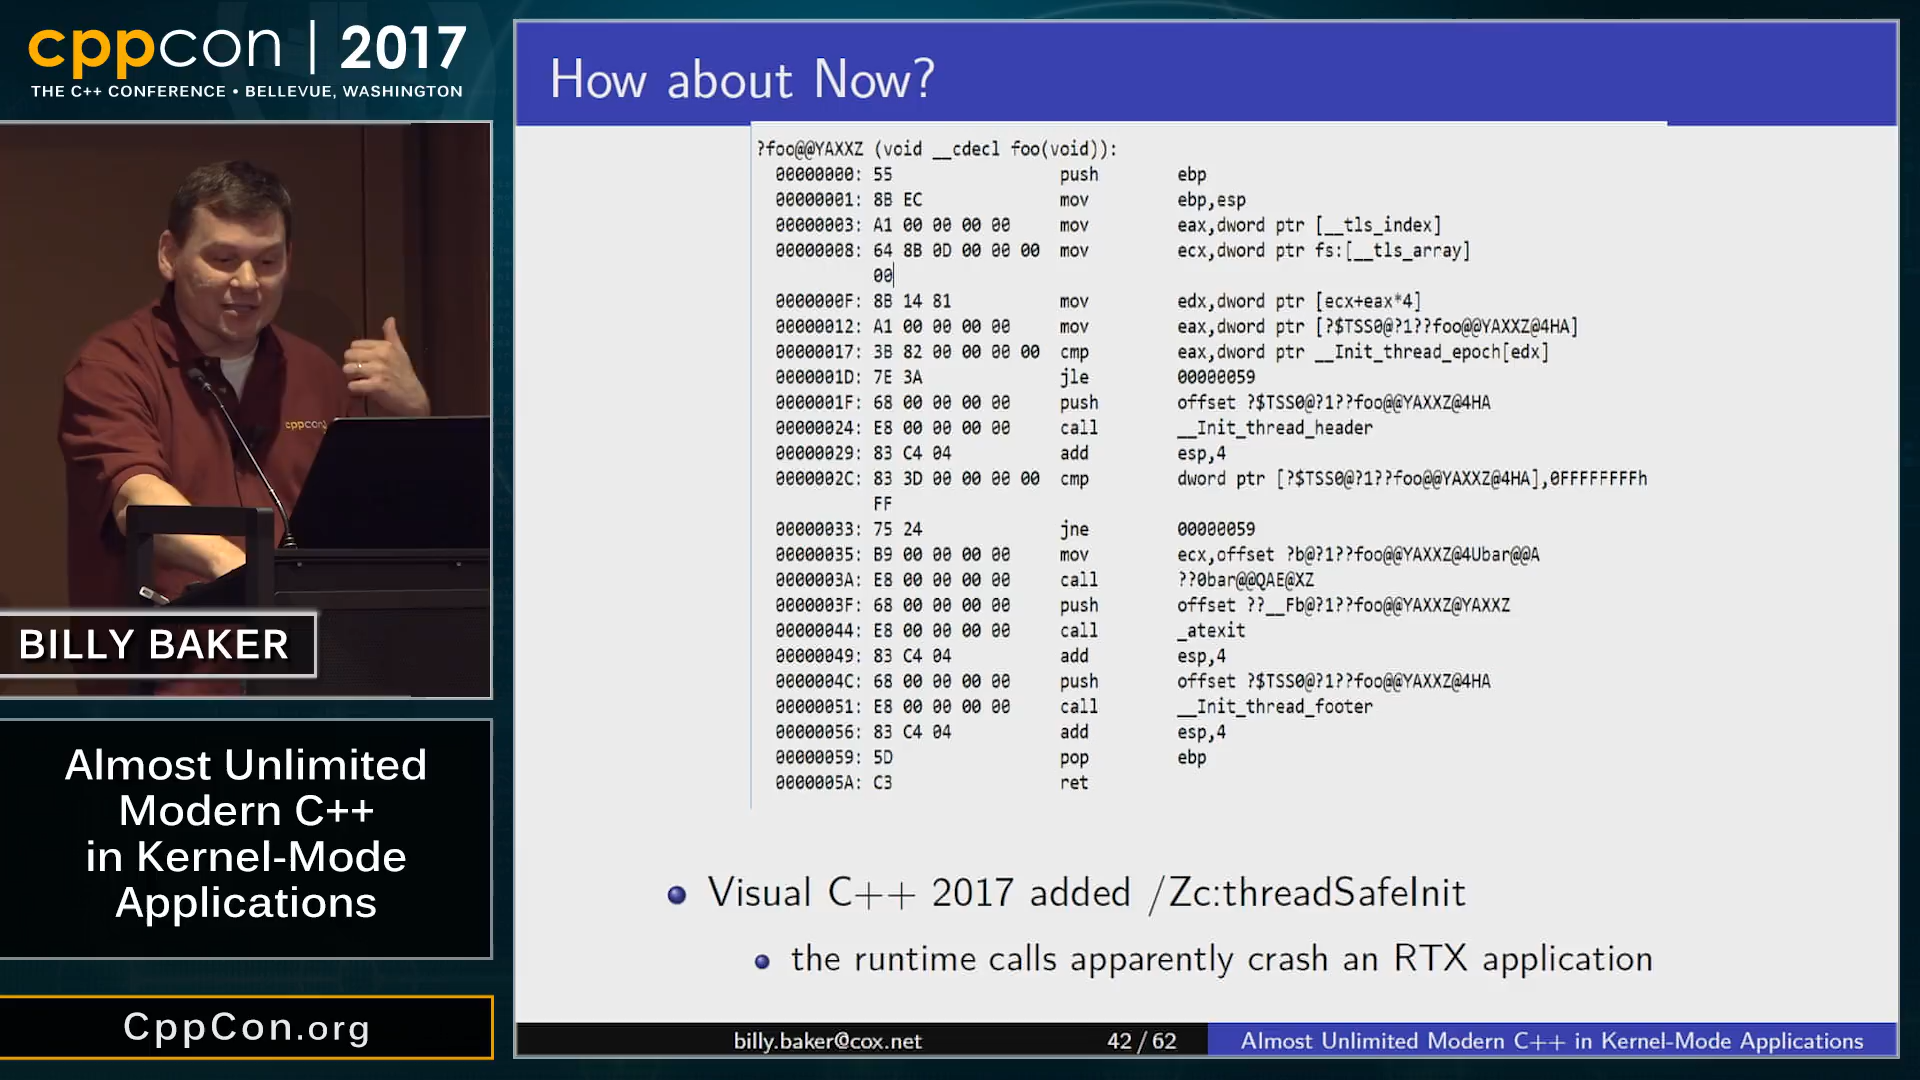 cppcon | 2017
THE C++ CONFERENCE • BELLEVUE, WASHINGTON
cppcon
BILLY BAKER
Almost Unlimited
Modern C++
in Kernel-Mode
Applications
CppCon.org
How about Now?
?foo@@YAXXZ (void __cdecl foo(void)):
00000000: 55 push ebp
00000001: 8B EC mov ebp,esp
00000003: A1 00 00 00 00 mov eax,dword ptr [__tls_index]
00000008: 64 8B 0D 00 00 00 mov ecx,dword ptr fs:[__tls_array]
00
0000000F: 8B 14 81 mov edx,dword ptr [ecx+eax*4]
00000012: A1 00 00 00 00 mov eax,dword ptr [?$TSS0@?1??foo@@YAXXZ@4HA]
00000017: 3B 82 00 00 00 00 cmp eax,dword ptr __Init_thread_epoch[edx]
0000001D: 7E 3A jle 00000059
0000001F: 68 00 00 00 00 push offset ?$TSS0@?1??foo@@YAXXZ@4HA
00000024: E8 00 00 00 00 call __Init_thread_header
00000029: 83 C4 04 add esp,4
0000002C: 83 3D 00 00 00 00 cmp dword ptr [?$TSS0@?1??foo@@YAXXZ@4HA],0FFFFFFFFh
FF
00000033: 75 24 jne 00000059
00000035: B9 00 00 00 00 mov ecx,offset ?b@?1??foo@@YAXXZ@4Ubar@@A
0000003A: E8 00 00 00 00 call ??0bar@@QAE@XZ
0000003F: 68 00 00 00 00 push offset ??__Fb@?1??foo@@YAXXZ@YAXXZ
00000044: E8 00 00 00 00 call _atexit
00000049: 83 C4 04 add esp,4
0000004C: 68 00 00 00 00 push offset ?$TSS0@?1??foo@@YAXXZ@4HA
00000051: E8 00 00 00 00 call __Init_thread_footer
00000056: 83 C4 04 add esp,4
00000059: 5D pop ebp
0000005A: C3 ret
Visual C++ 2017 added /Zc:threadSafeInit
the runtime calls apparently crash an RTX application
billy.baker@cox.net 42 / 62 Almost Unlimited Modern C++ in Kernel-Mode Applications